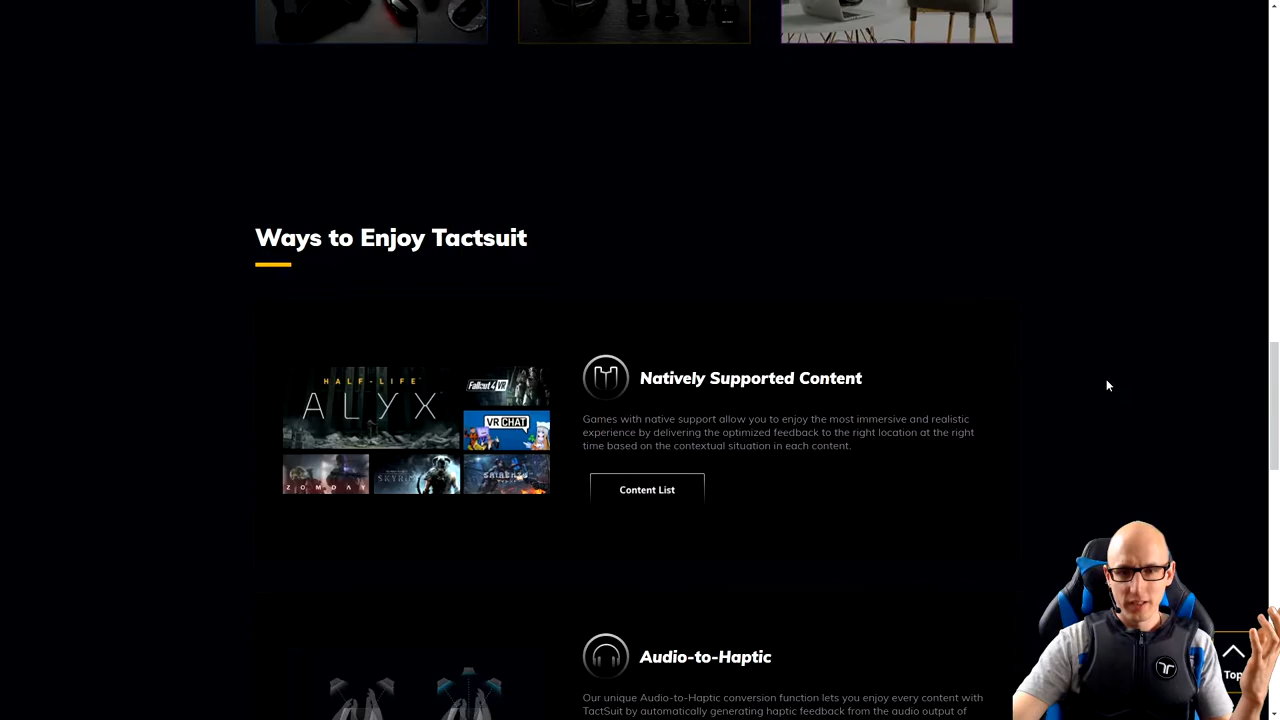 Ways to Enjoy Tactsuit
HALF-LIFE
ALYX
Fallout 4 VR
VRCHAT
ZOMDAY
SKYRIM
Natively Supported Content
Games with native support allow you to enjoy the most immersive and realistic
experience by delivering the optimized feedback to the right location at the right
time based on the contextual situation in each content.
Content List
Audio-to-Haptic
Our unique Audio-to-Haptic conversion function lets you enjoy every content with
TactSuit by automatically generating haptic feedback from the audio output of
Top